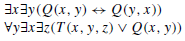 ∃x∃y(Q(x, y) ↔ Q(y, x))
∀y∃x∃z(T(x, y, z) ∨ Q(x, y))